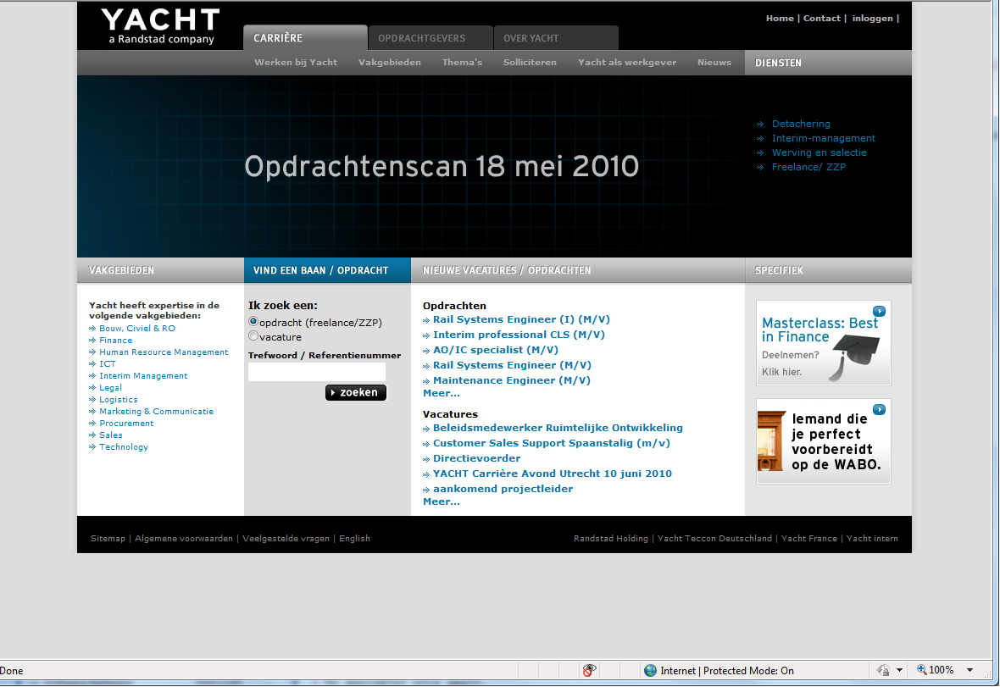 YACHT
a Randstad company
Home | Contact | inloggen |
CARRIÈRE
OPDRACHTGEVERS
OVER YACHT
Werken bij Yacht
Vakgebieden
Thema's
Solliciteren
Yacht als werkgever
Nieuws
DIENSTEN
Opdrachtenscan 18 mei 2010
Detachering
Interim-management
Werving en selectie
Freelance/ ZZP
VAKGEBIEDEN
Yacht heeft expertise in de
volgende vakgebieden:
Bouw, Civiel & RO
Finance
Human Resource Management
ICT
Interim Management
Legal
Logistics
Marketing & Communicatie
Procurement
Sales
Technology
VIND EEN BAAN / OPDRACHT
Ik zoek een:
opdracht (freelance/ZZP)
vacature
Trefwoord / Referentienummer
zoeken
NIEUWE VACATURES / OPDRACHTEN
Opdrachten
Rail Systems Engineer (I) (M/V)
Interim professional CLS (M/V)
AO/IC specialist (M/V)
Rail Systems Engineer (M/V)
Maintenance Engineer (M/V)
Meer...
Vacatures
Beleidsmedewerker Ruimtelijke Ontwikkeling
Customer Sales Support Spaanstalig (m/v)
Directievoerder
YACHT Carrière Avond Utrecht 10 juni 2010
aankomend projectleider
Meer...
SPECIFIEK
Masterclass: Best
in Finance
Deelnemen?
Klik hier.
Iemand die
je perfect
voorbereidt
op de WABO.
Sitemap | Algemene voorwaarden | Veelgestelde vragen | English
Randstad Holding | Yacht Teccon Deutschland | Yacht France | Yacht intern
Done
Internet | Protected Mode: On
100%